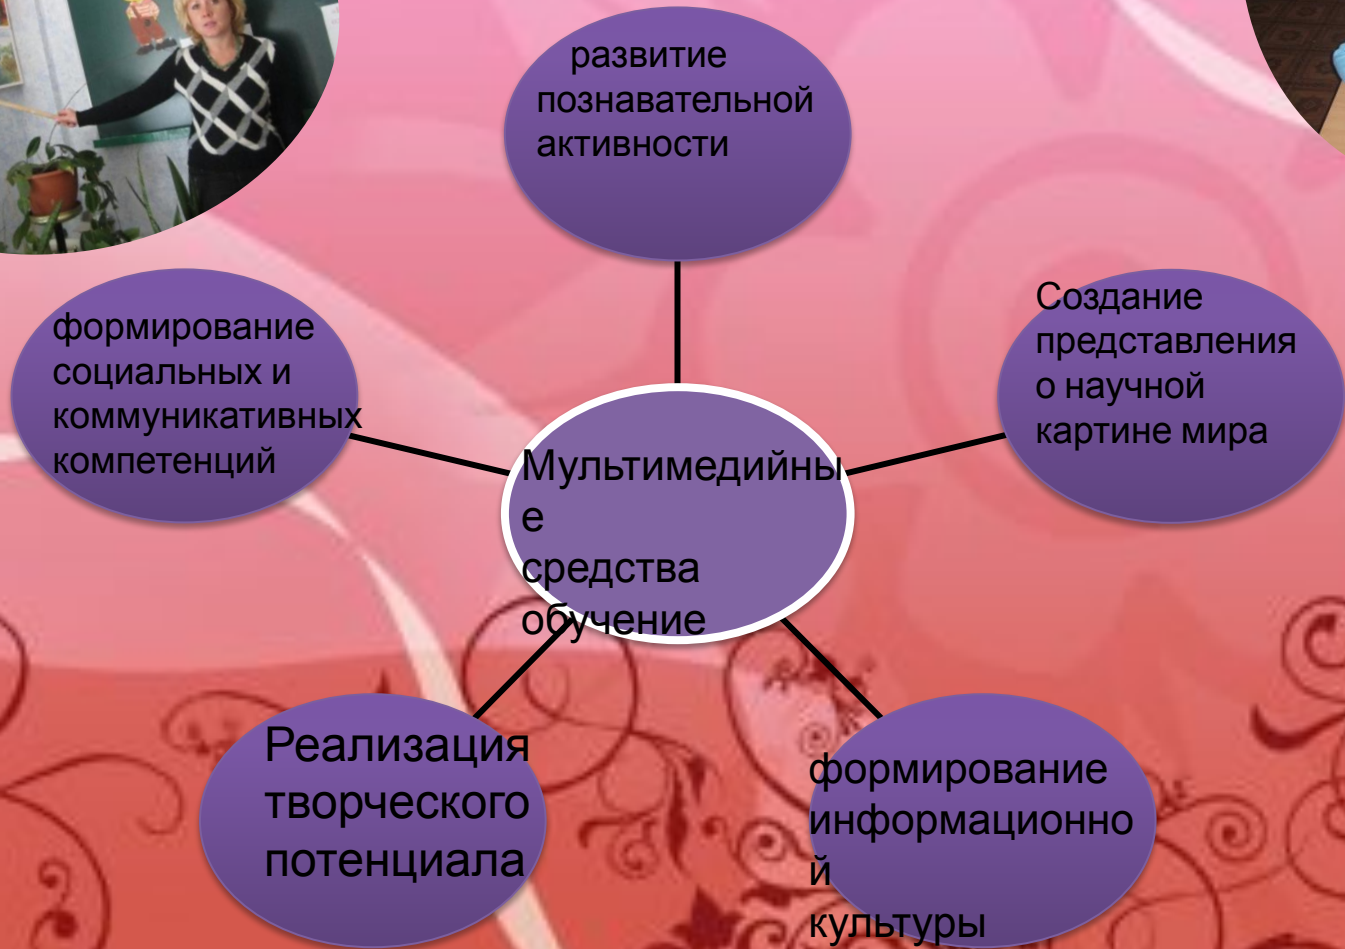 развитие
познавательной
активности
формирование
социальных и
коммуникативных
компетенций
Создание
представления
о научной
картине мира
Мультимедийны
е
средства
обучение
Реализация
творческого
потенциала
формирование
информационно
й
культуры